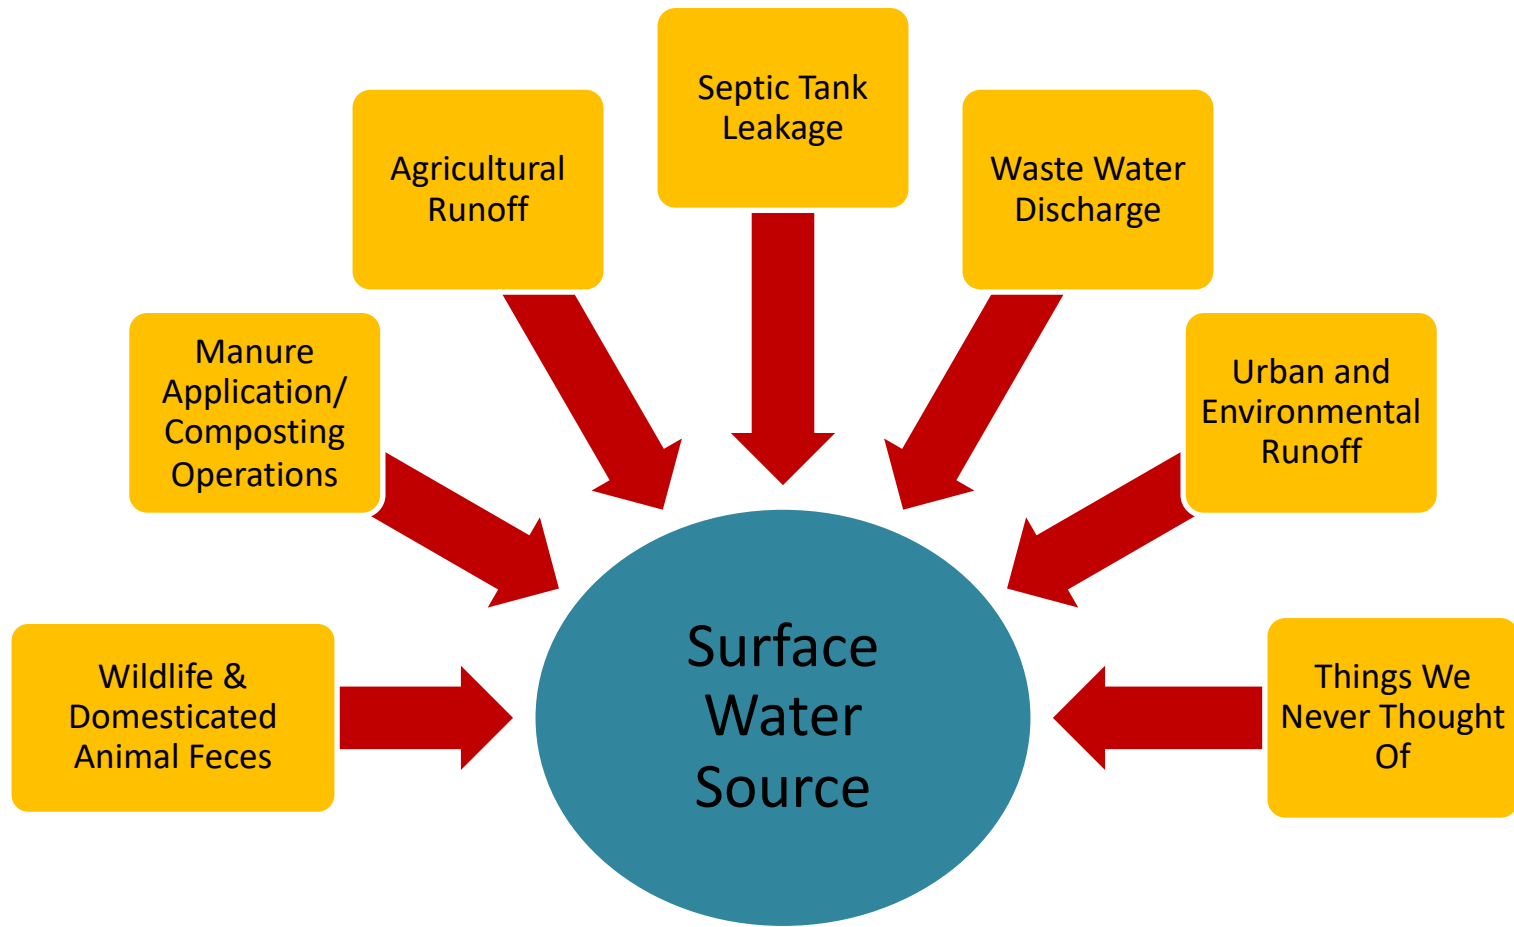 Septic Tank
Leakage
Agricultural
Runoff
Waste Water
Discharge
Manure
Application/
Composting
Operations
Urban and
Environmental
Runoff
Wildlife &
Domesticated
Animal Feces
Surface
Water
Source
Things We
Never Thought
Of